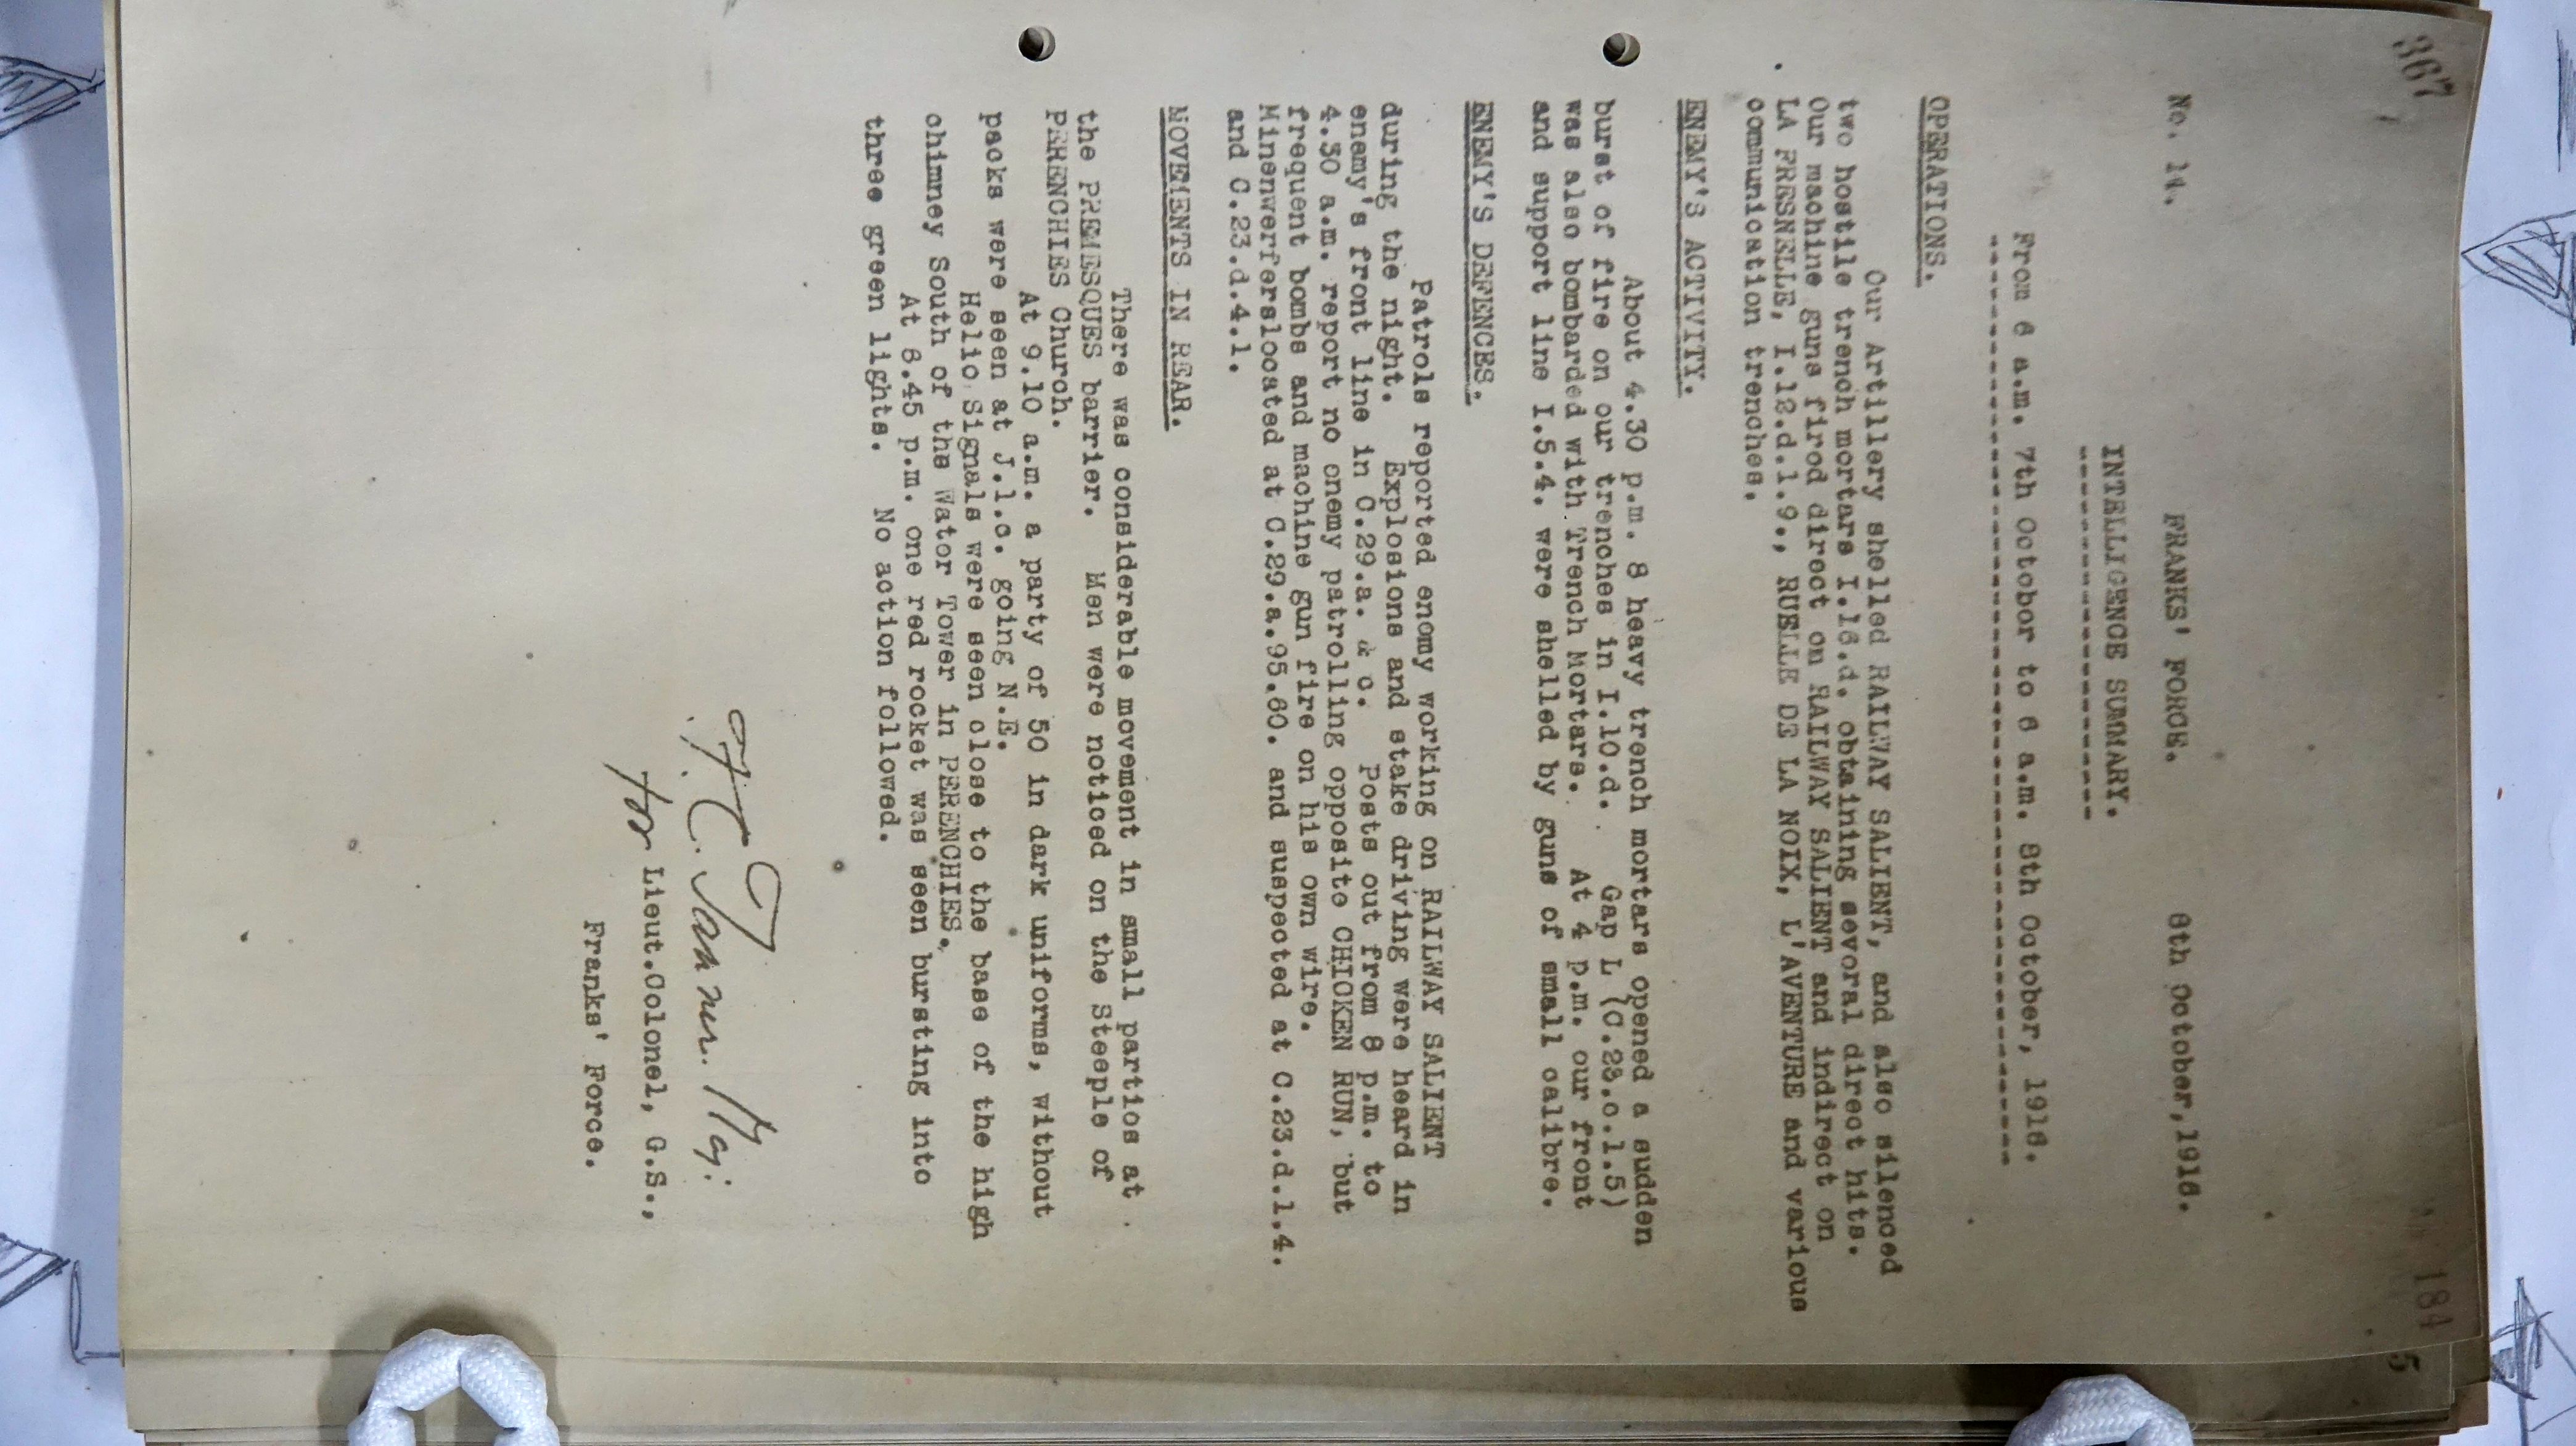 367
184
5
No. 14.
FRANKS' FORCE.
8th October, 1916.
INTELLIGENCE SUMMARY.
From 6 a.m. 7th October to 6 a.m. 8th October, 1916.
OPERATIONS.
Our Artillery shelled RAILWAY SALIENT, and also silenced
two hostile trench mortars I.16.d. obtaining several direct hits.
Our machine guns fired direct on RAILWAY SALIENT and indirect on
LA FRESNELLE, I.12.d.1.9., RUELLE DE LA NOIX, L'AVENTURE and various
communication trenches.
ENEMY'S ACTIVITY.
About 4.30 p.m. 8 heavy trench mortars opened a sudden
burst of fire on our trenches in I.10.d. Gap L (C.23.c.1.5)
was also bombarded with Trench Mortars. At 4 p.m. our front
and support line I.5.4. were shelled by guns of small calibre.
ENEMY'S DEFENCES.
Patrols reported enemy working on RAILWAY SALIENT
during the night. Explosions and stake driving were heard in
enemy's front line in C.29.a. & c. Posts out from 8 p.m. to
4.30 a.m. report no enemy patrolling opposite CHICKEN RUN, but
frequent bombs and machine gun fire on his own wire.
Minenwerfers located at C.29.a.95.60. and suspected at C.23.d.1.4.
and C.23.d.4.1.
MOVEMENTS IN REAR.
There was considerable movement in small parties at
the PREMESQUES barrier. Men were noticed on the Steeple of
PERENCHIES Church.
At 9.10 a.m. a party of 50 in dark uniforms, without
packs were seen at J.1.c. going N.E.
Helio Signals were seen close to the base of the high
chimney South of the Water Tower in PERENCHIES.
At 8.45 p.m. one red rocket was seen bursting into
three green lights. No action followed.
for Lieut.Colonel, G.S.,
Franks' Force.